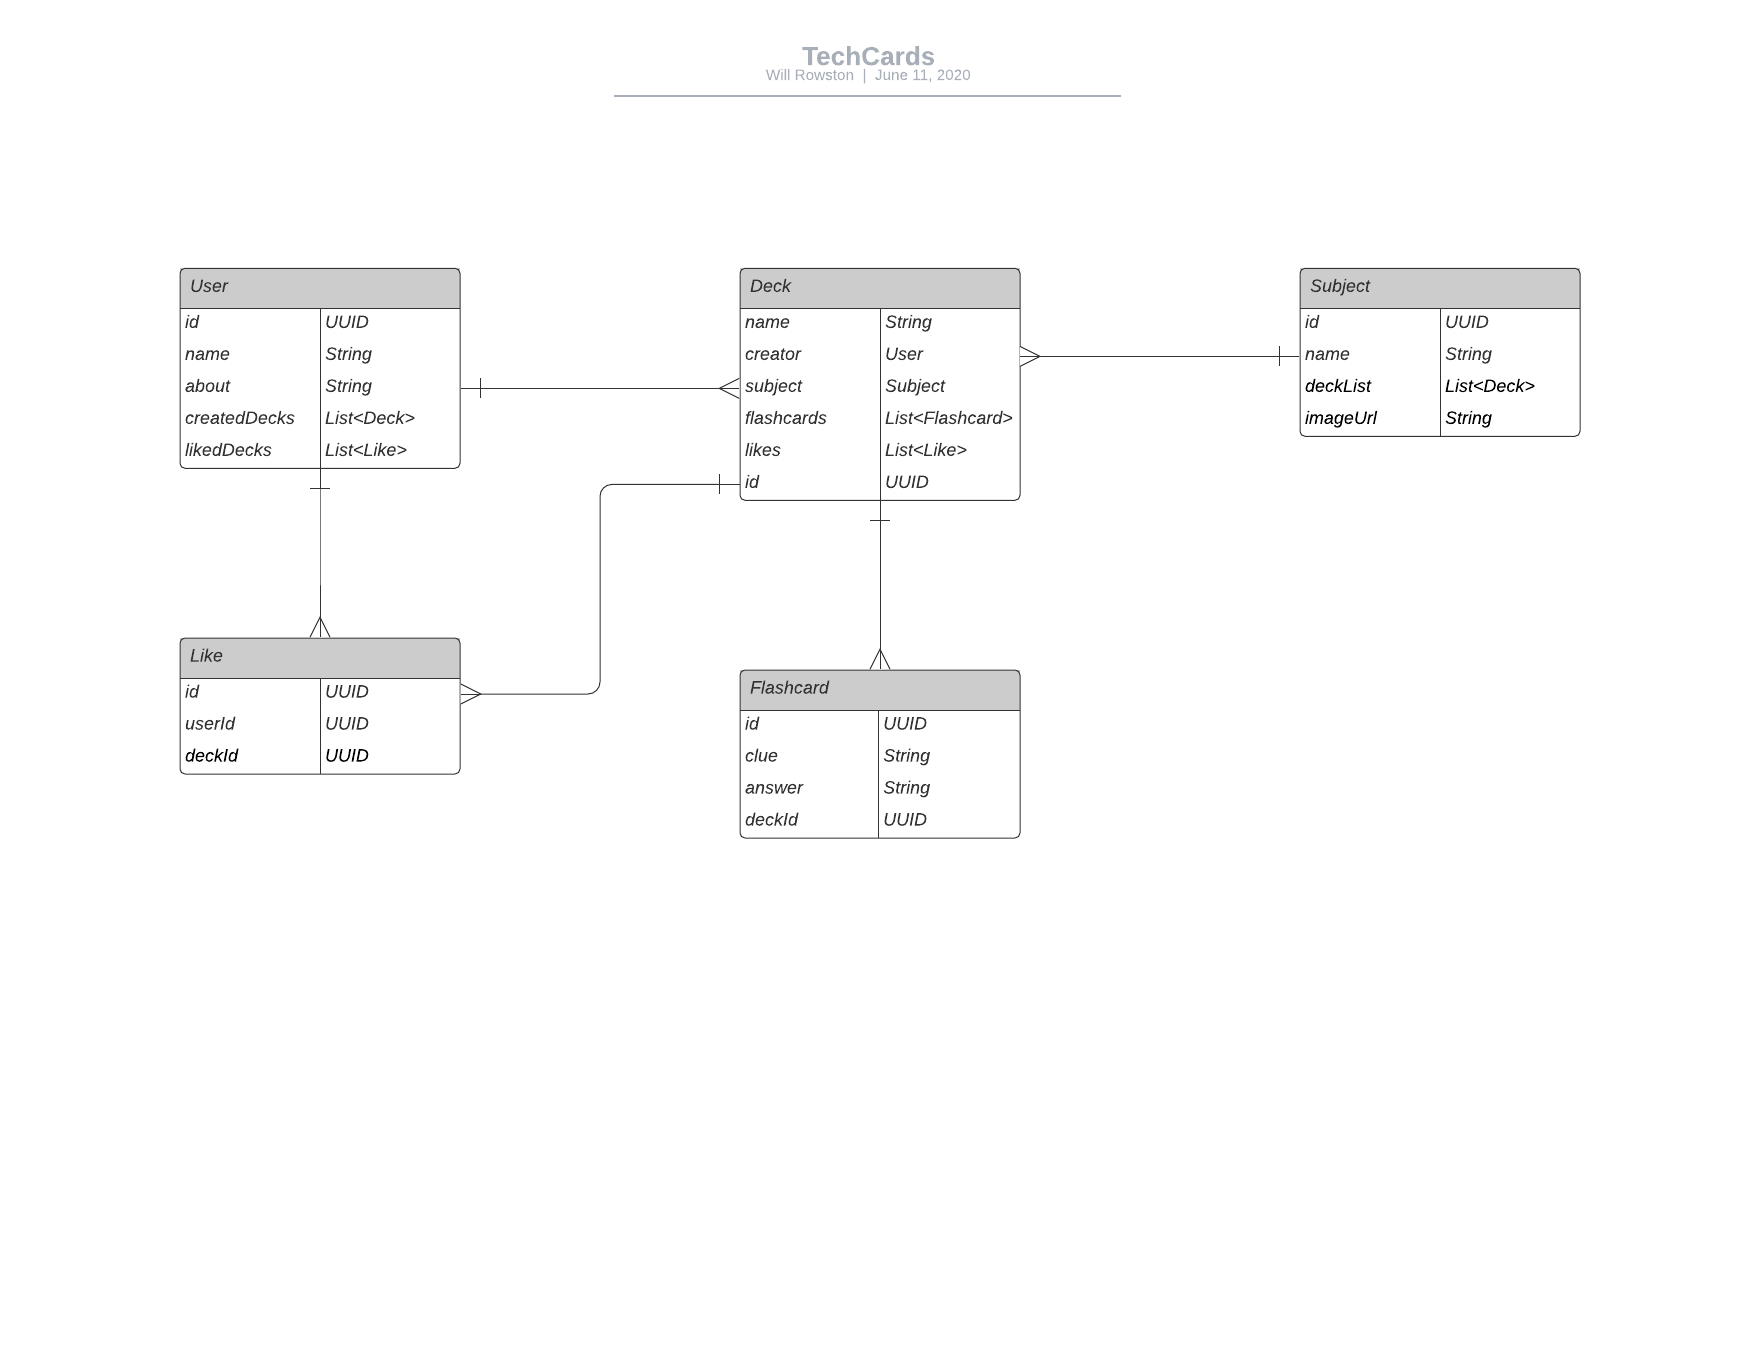 TechCards
Will Rowston | June 11, 2020
User
id UUID
name String
about String
createdDecks List<Deck>
likedDecks List<Like>
Deck
name String
creator User
subject Subject
flashcards List<Flashcard>
likes List<Like>
id UUID
Subject
id UUID
name String
deckList List<Deck>
imageUrl String
Like
id UUID
userId UUID
deckId UUID
Flashcard
id UUID
clue String
answer String
deckId UUID